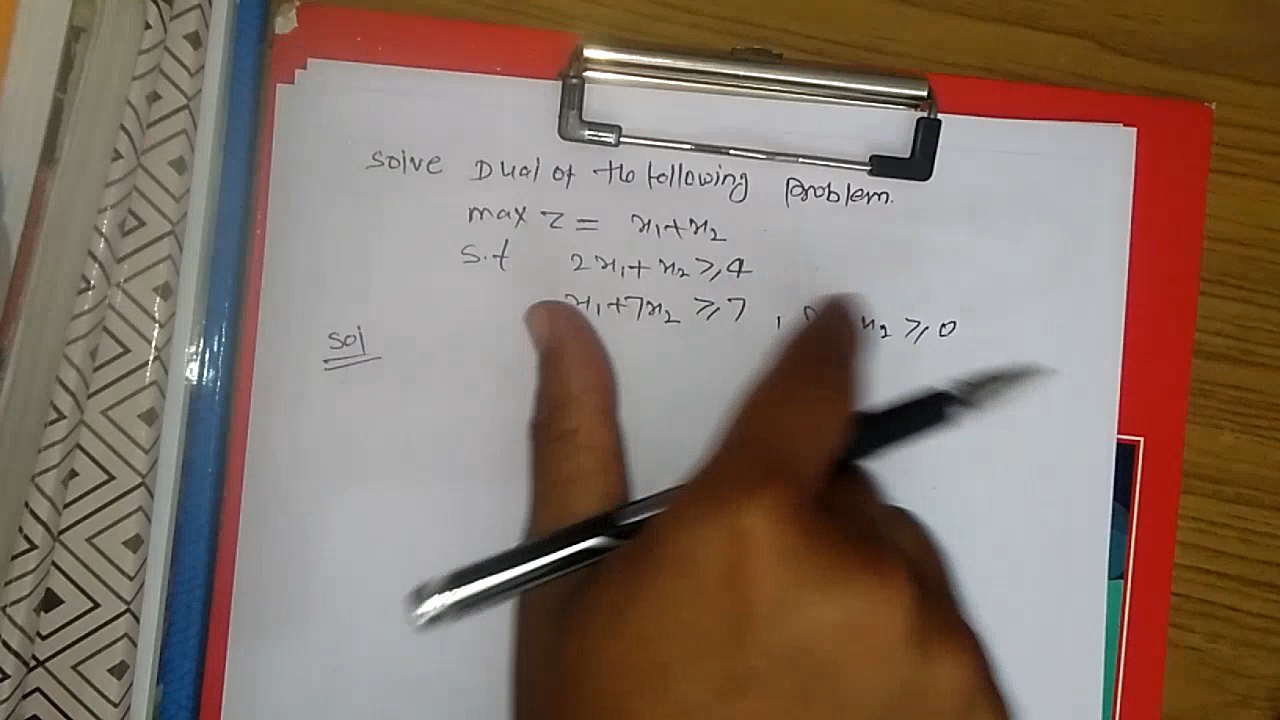 Solve Dual of the following problem.
max Z = x₁+x₂
S.t 2x₁+x₂ ≥ 4
x₁+7x₂ ≥ 7 , x₂ ≥ 0
Sol